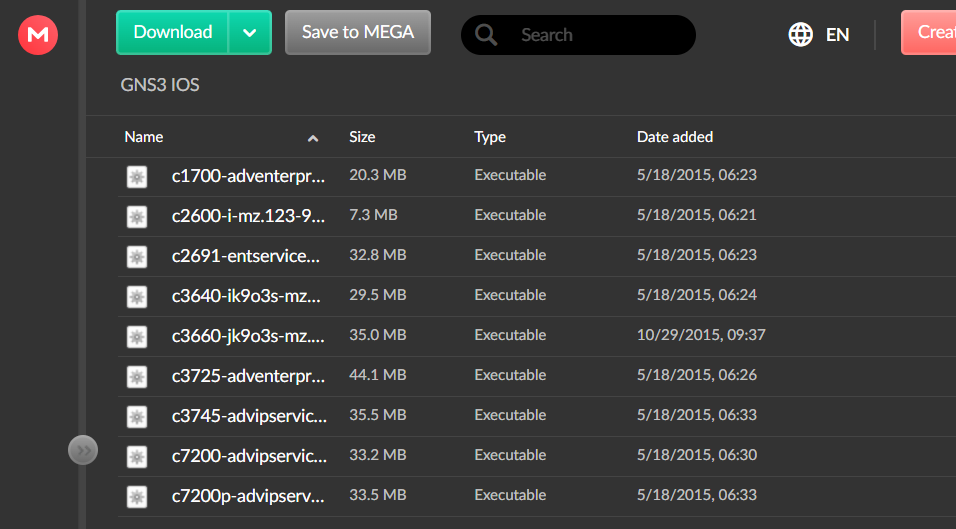 M Download Save to MEGA Search EN Creat
GNS3 IOS
Name Size Type Date added
c1700-adventerpr... 20.3 MB Executable 5/18/2015, 06:23
c2600-i-mz.123-9... 7.3 MB Executable 5/18/2015, 06:21
c2691-entservice... 32.8 MB Executable 5/18/2015, 06:23
c3640-ik9o3s-mz... 29.5 MB Executable 5/18/2015, 06:24
c3660-jk9o3s-mz.... 35.0 MB Executable 10/29/2015, 09:37
c3725-adventerpr... 44.1 MB Executable 5/18/2015, 06:26
c3745-advipservic... 35.5 MB Executable 5/18/2015, 06:33
c7200-advipservic... 33.2 MB Executable 5/18/2015, 06:30
c7200p-advipserv... 33.5 MB Executable 5/18/2015, 06:33